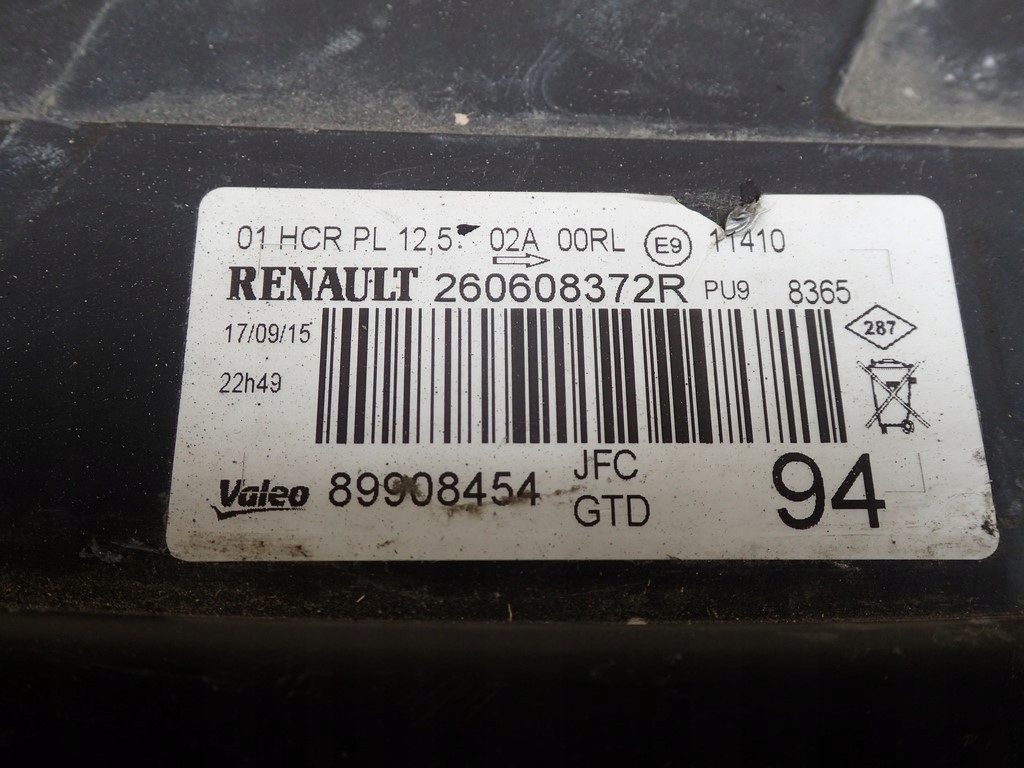 01 HCR PL 12,5 02A 00RL E9 11410
RENAULT 260608372R PU9 8365
17/09/15
287
22h49
Valeo 89908454 JFC
GTD
94